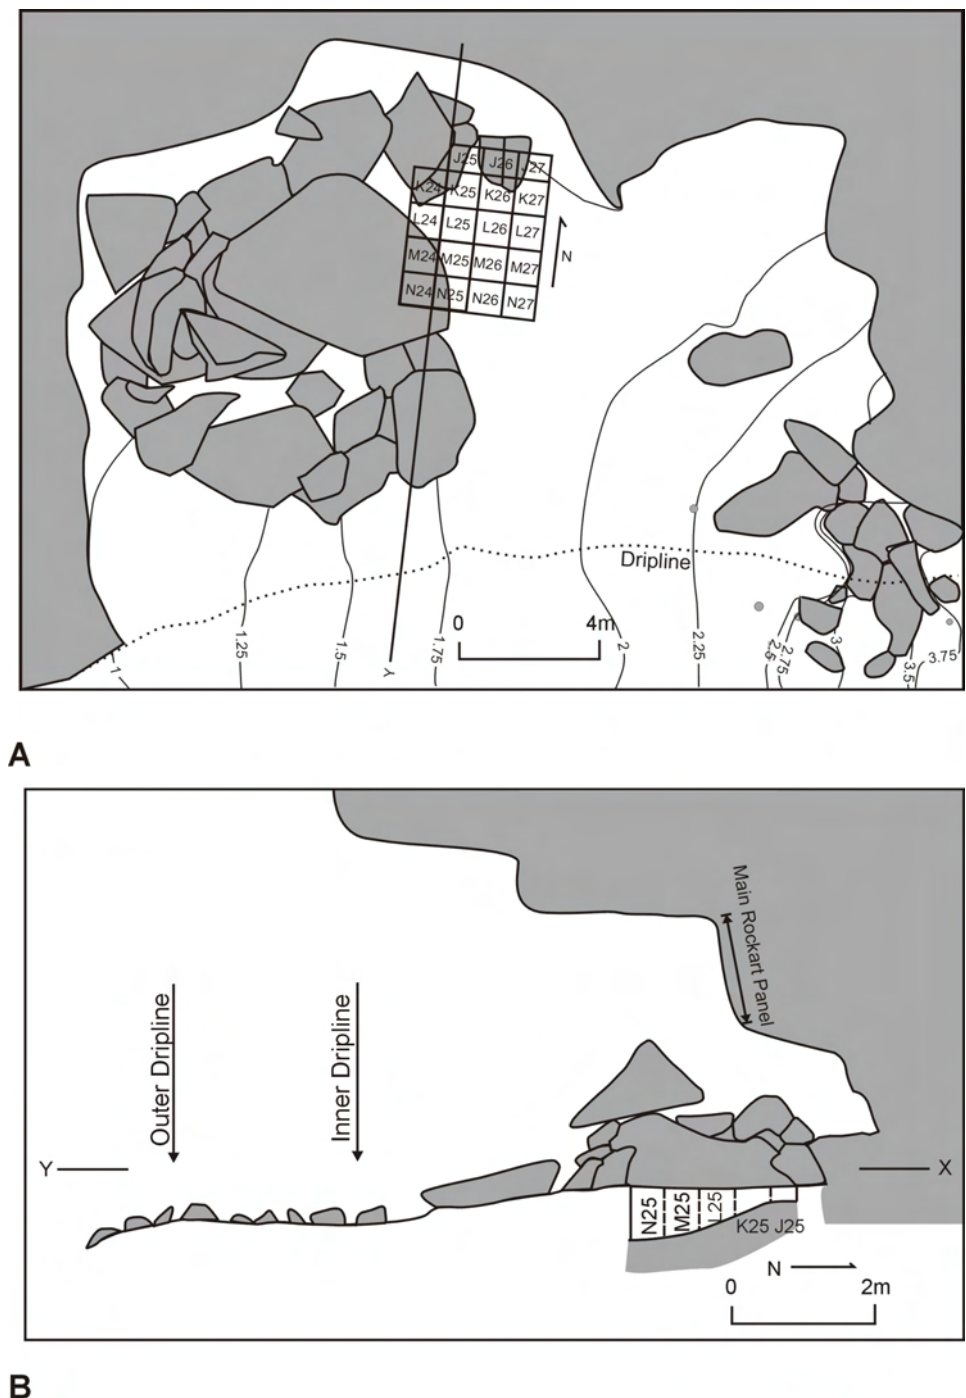 J25 J26 J27
K24 K25 K26 K27
L24 L25 L26 L27
N
M24 M25 M26 M27
N24 N25 N26 N27
Dripline
0 4m
1 1.25 1.5 1.75 2 2.25 2.5 2.75 3 3.5 3.75
Y
A
Main Rockart Panel
Outer Dripline
Inner Dripline
Y X
N25 M25 L25 K25 J25
N
0 2m
B